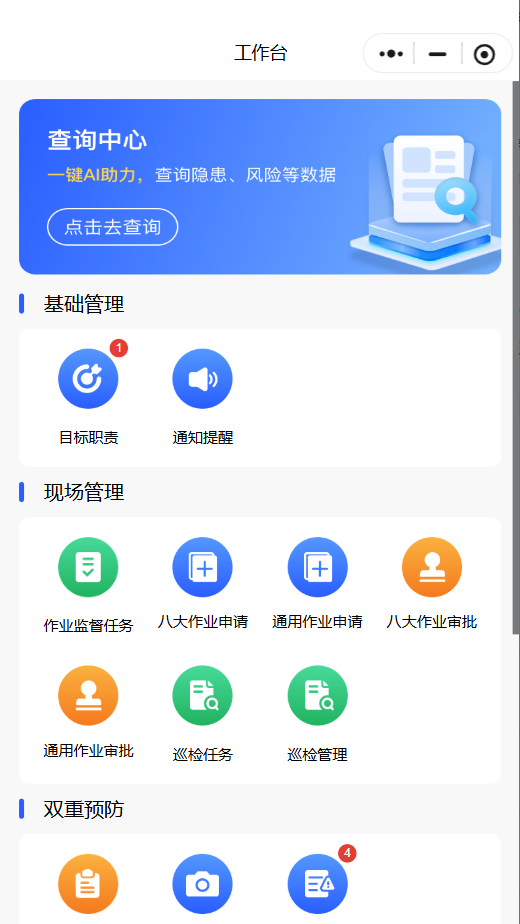 工作台
查询中心
一键AI助力，查询隐患、风险等数据
点击去查询
基础管理
1
目标职责 通知提醒
现场管理
作业监督任务 八大作业申请 通用作业申请 八大作业审批
通用作业审批 巡检任务 巡检管理
双重预防
4